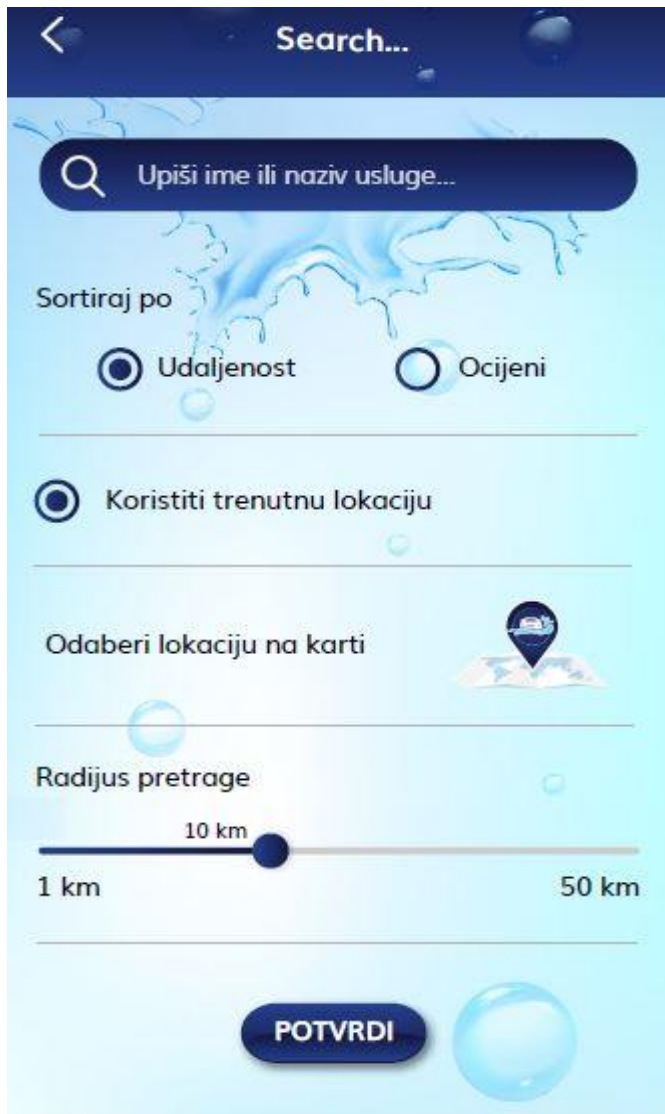 Search...
Upiši ime ili naziv usluge...
Sortiraj po
Udaljenost Ocijeni
Koristiti trenutnu lokaciju
Odaberi lokaciju na karti
Radijus pretrage
10 km
1 km 50 km
POTVRDI